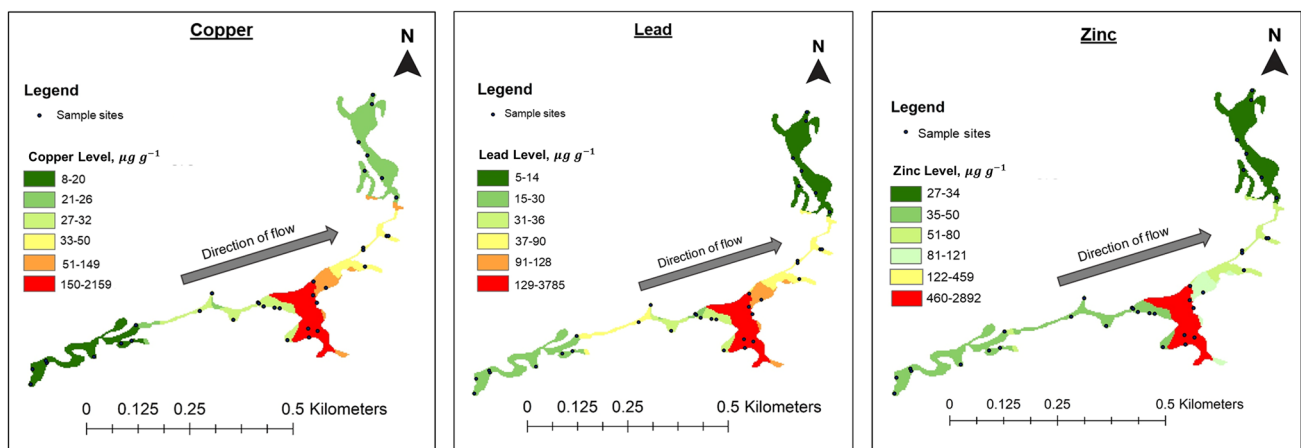 Copper
N
Legend
Sample sites
Copper Level, μg g⁻¹
8-20
21-26
27-32
33-50
51-149
150-2159
Direction of flow
0 0.125 0.25 0.5 Kilometers
Lead
N
Legend
Sample sites
Lead Level, μg g⁻¹
5-14
15-30
31-36
37-90
91-128
129-3785
Direction of flow
0 0.125 0.25 0.5 Kilometers
Zinc
N
Legend
Sample sites
Zinc Level, μg g⁻¹
27-34
35-50
51-80
81-121
122-459
460-2892
Direction of flow
0 0.125 0.25 0.5 Kilometers